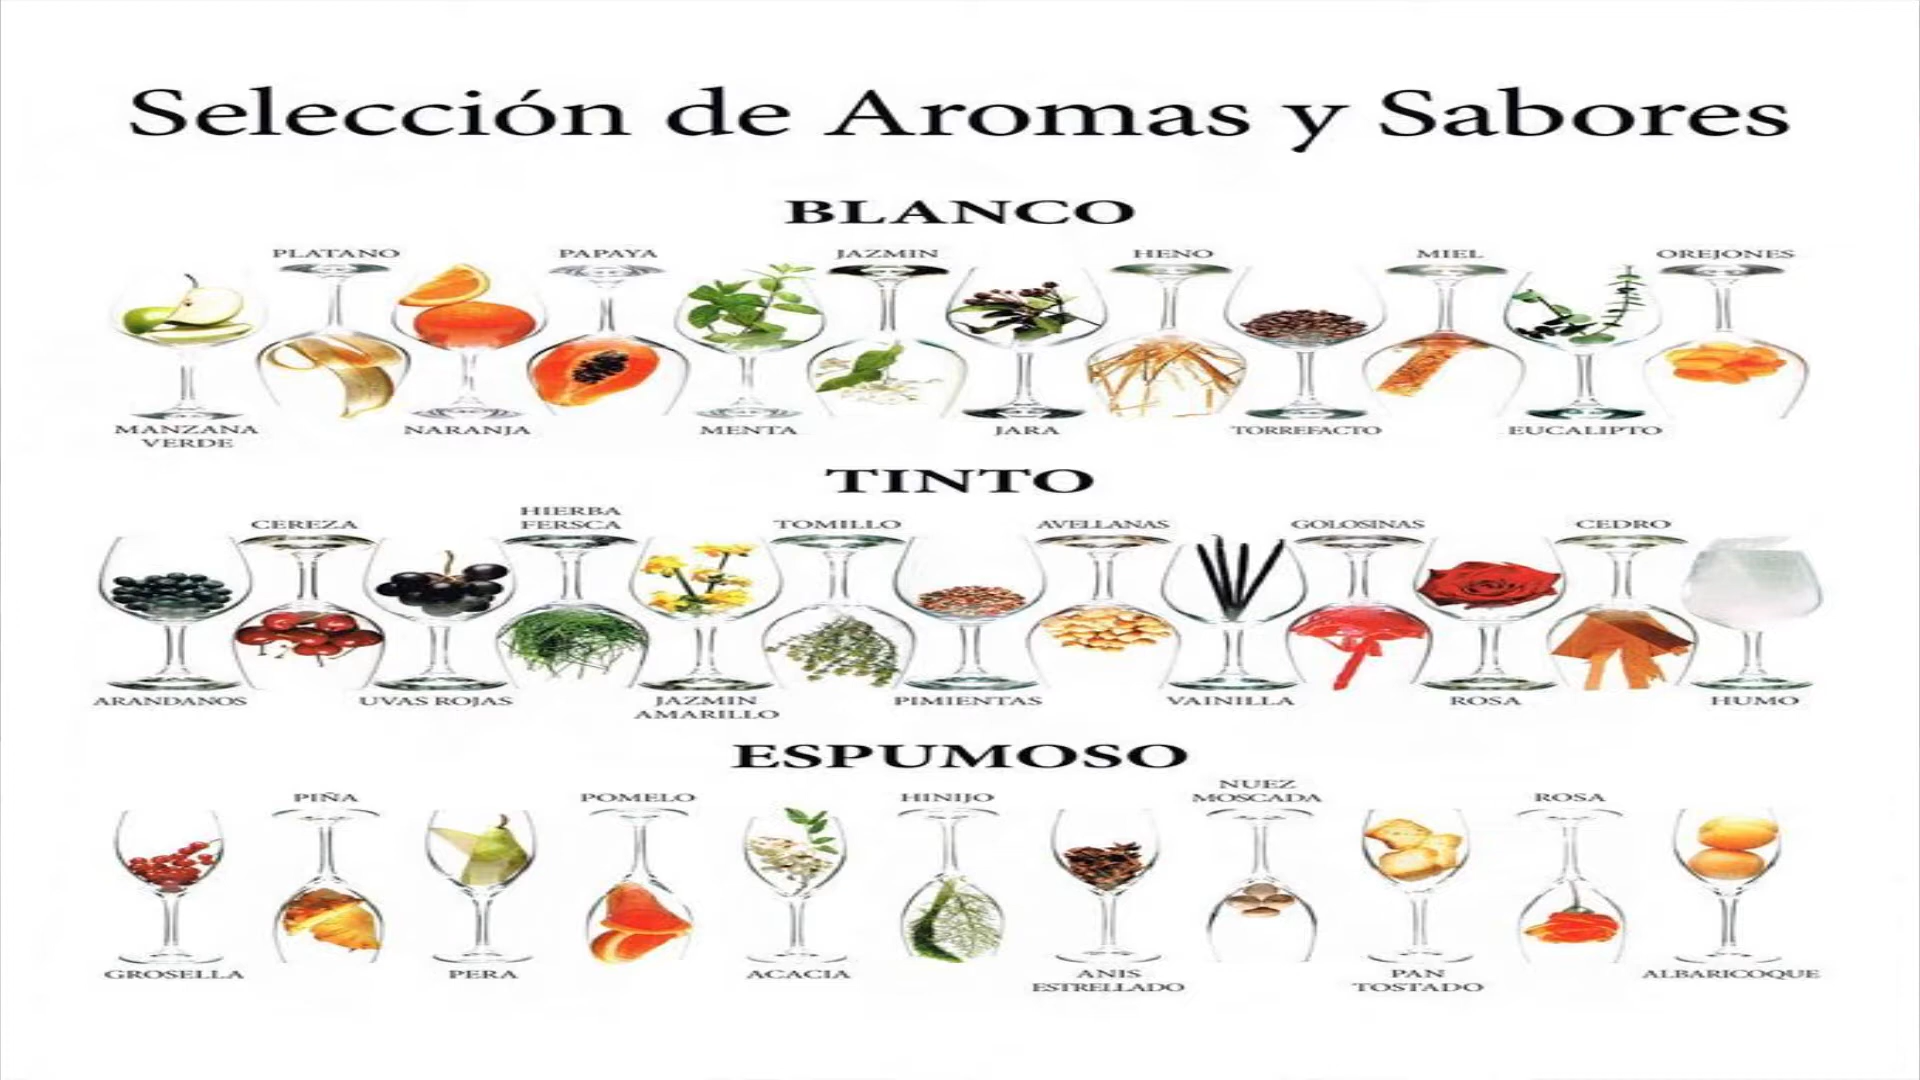 Selección de Aromas y Sabores
BLANCO
PLATANO PAPAYA JAZMIN HENO MIEL OREJONES
MANZANA VERDE NARANJA MENTA JARA TORREFACTO EUCALIPTO
TINTO
CEREZA HIERBA FERSCA TOMILLO AVELLANAS GOLOSINAS CEDRO
ARANDANOS UVAS ROJAS JAZMIN AMARILLO PIMIENTAS VAINILLA ROSA HUMO
ESPUMOSO
PIÑA POMELO HINIJO NUEZ MOSCADA ROSA
GROSELLA PERA ACACIA ANIS ESTRELLADO PAN TOSTADO ALBARICOQUE